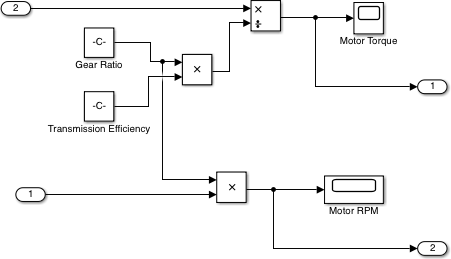 2
×
÷
Motor Torque
-C-
Gear Ratio
×
1
-C-
Transmission Efficiency
1
×
Motor RPM
2